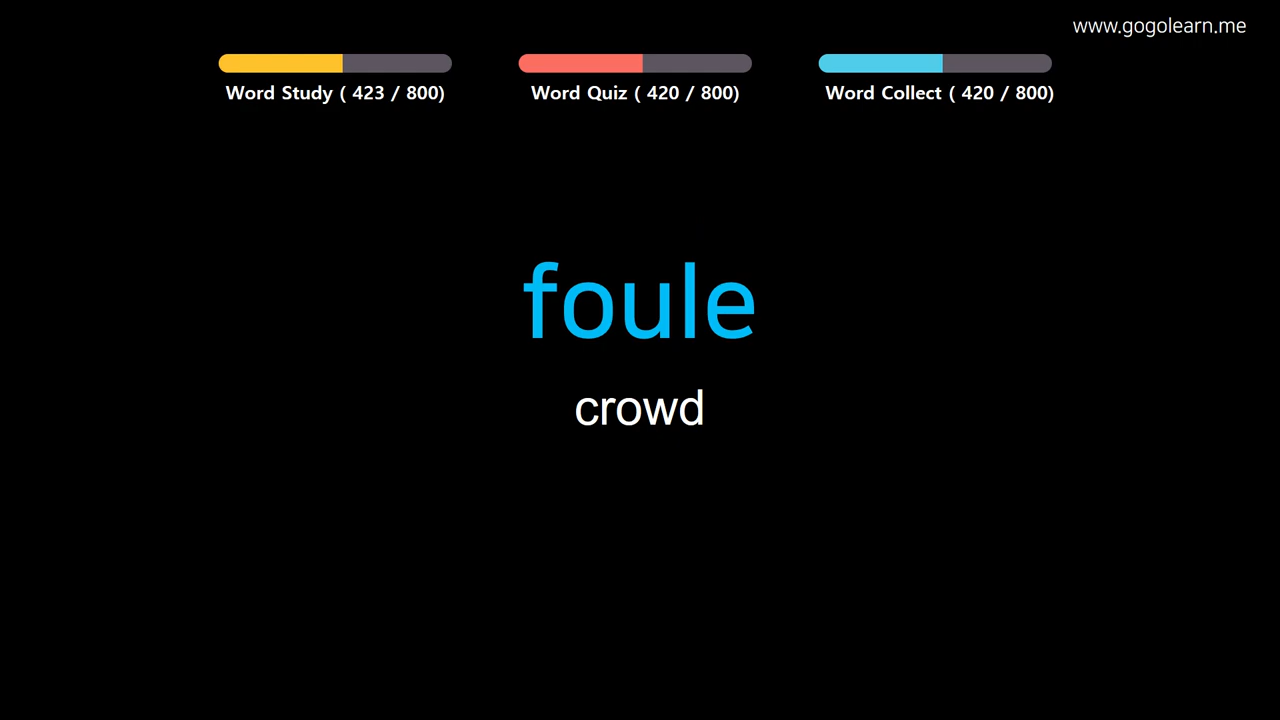 www.gogolearn.me
Word Study ( 423 / 800)
Word Quiz ( 420 / 800)
Word Collect ( 420 / 800)
foule
crowd